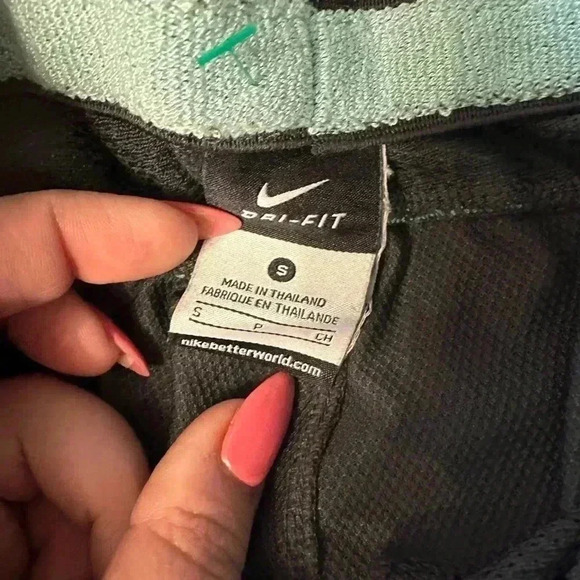 DRI-FIT
S
MADE IN THAILAND
FABRIQUE EN THAILANDE
S P CH
nikebetterworld.com